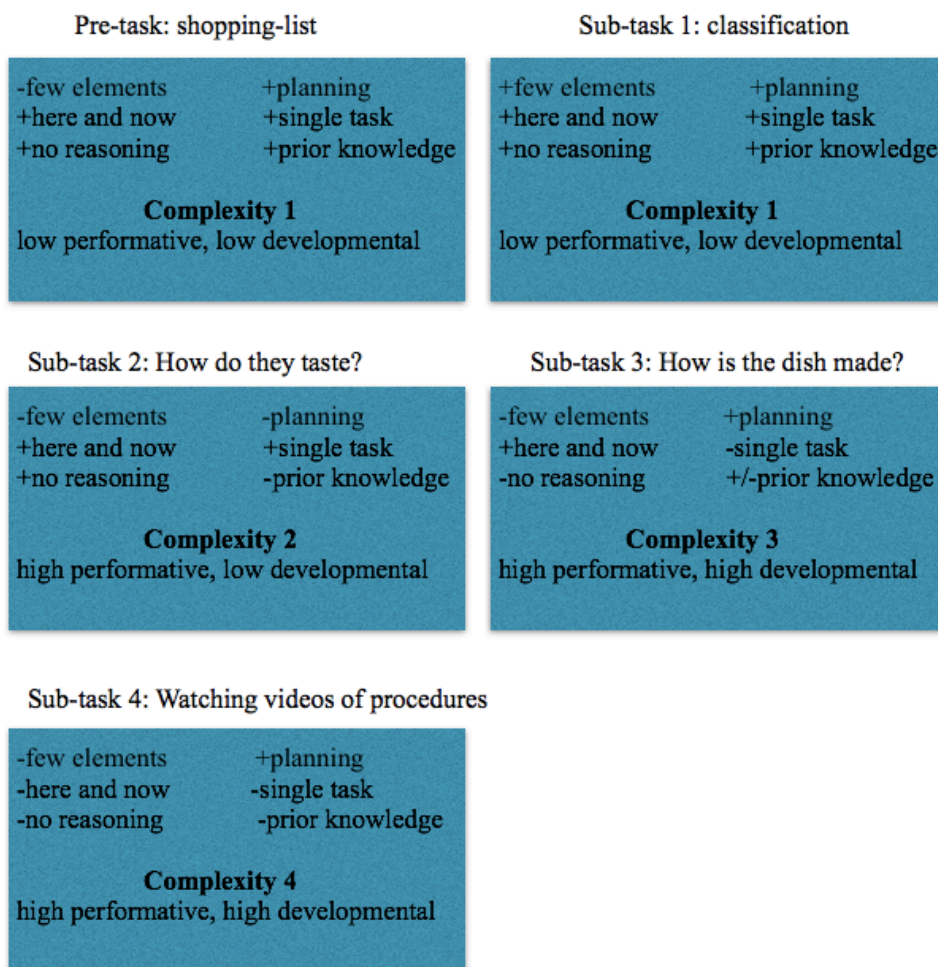 Pre-task: shopping-list
-few elements +planning
+here and now +single task
+no reasoning +prior knowledge
Complexity 1
low performative, low developmental
Sub-task 1: classification
+few elements +planning
+here and now +single task
+no reasoning +prior knowledge
Complexity 1
low performative, low developmental
Sub-task 2: How do they taste?
-few elements -planning
+here and now +single task
+no reasoning -prior knowledge
Complexity 2
high performative, low developmental
Sub-task 3: How is the dish made?
-few elements +planning
+here and now -single task
-no reasoning +/-prior knowledge
Complexity 3
high performative, high developmental
Sub-task 4: Watching videos of procedures
-few elements +planning
-here and now -single task
-no reasoning -prior knowledge
Complexity 4
high performative, high developmental